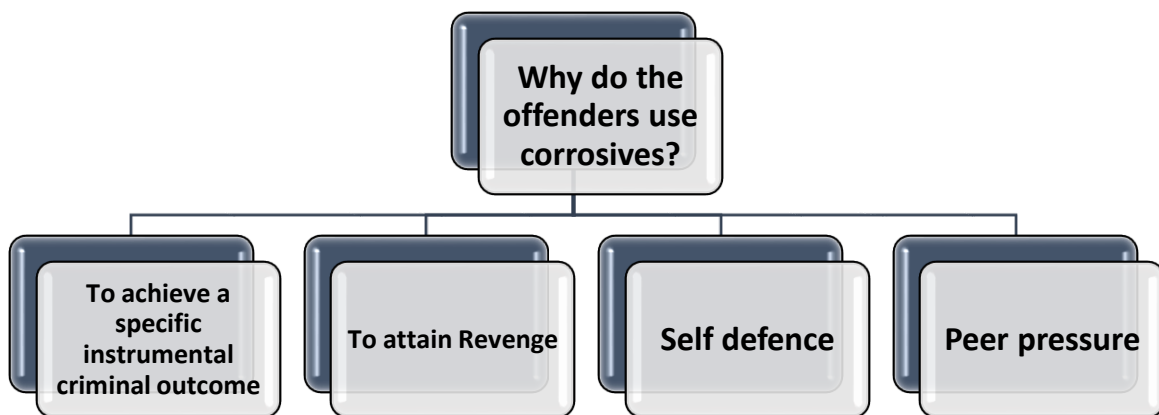 Why do the
offenders use
corrosives?
To achieve a
specific
instrumental
criminal outcome
To attain Revenge
Self defence
Peer pressure